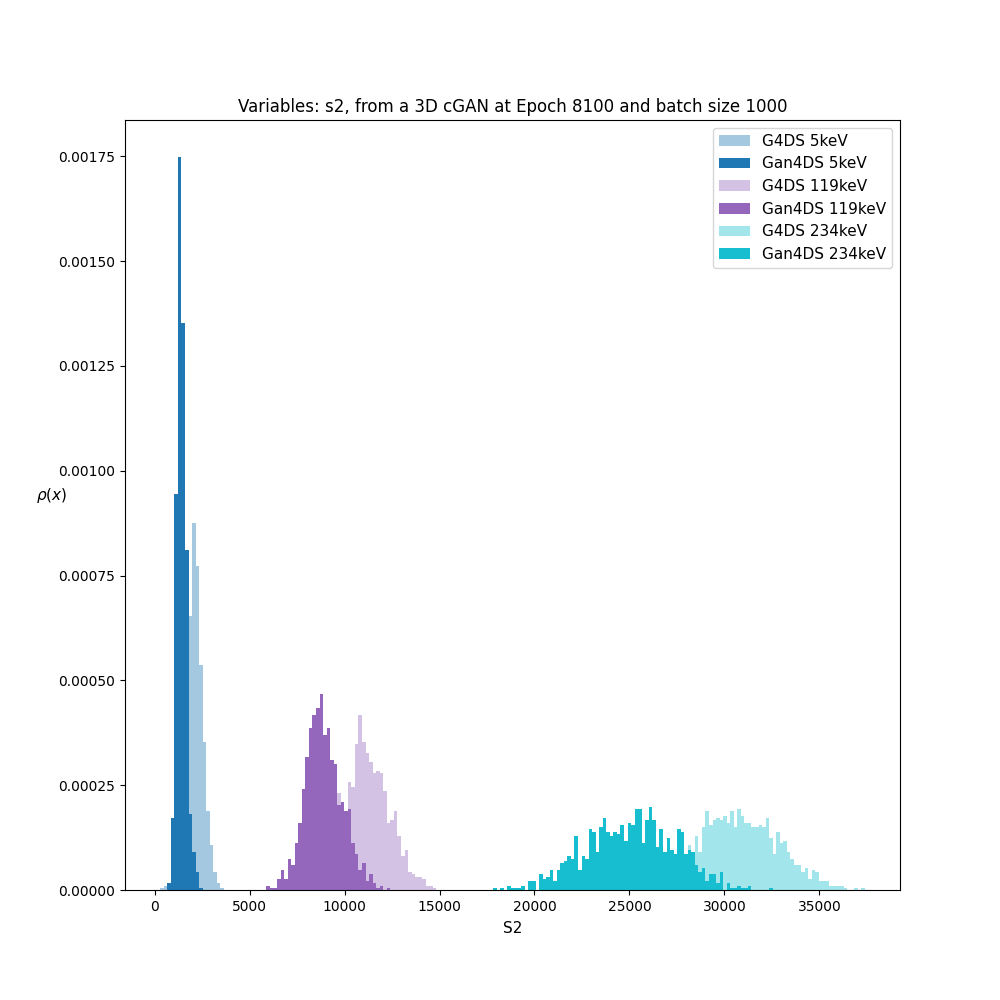 Variables: s2, from a 3D cGAN at Epoch 8100 and batch size 1000
G4DS 5keV
Gan4DS 5keV
G4DS 119keV
Gan4DS 119keV
G4DS 234keV
Gan4DS 234keV
0.00175
0.00150
0.00125
0.00100
ρ(x)
0.00075
0.00050
0.00025
0.00000
0 5000 10000 15000 20000 25000 30000 35000
S2